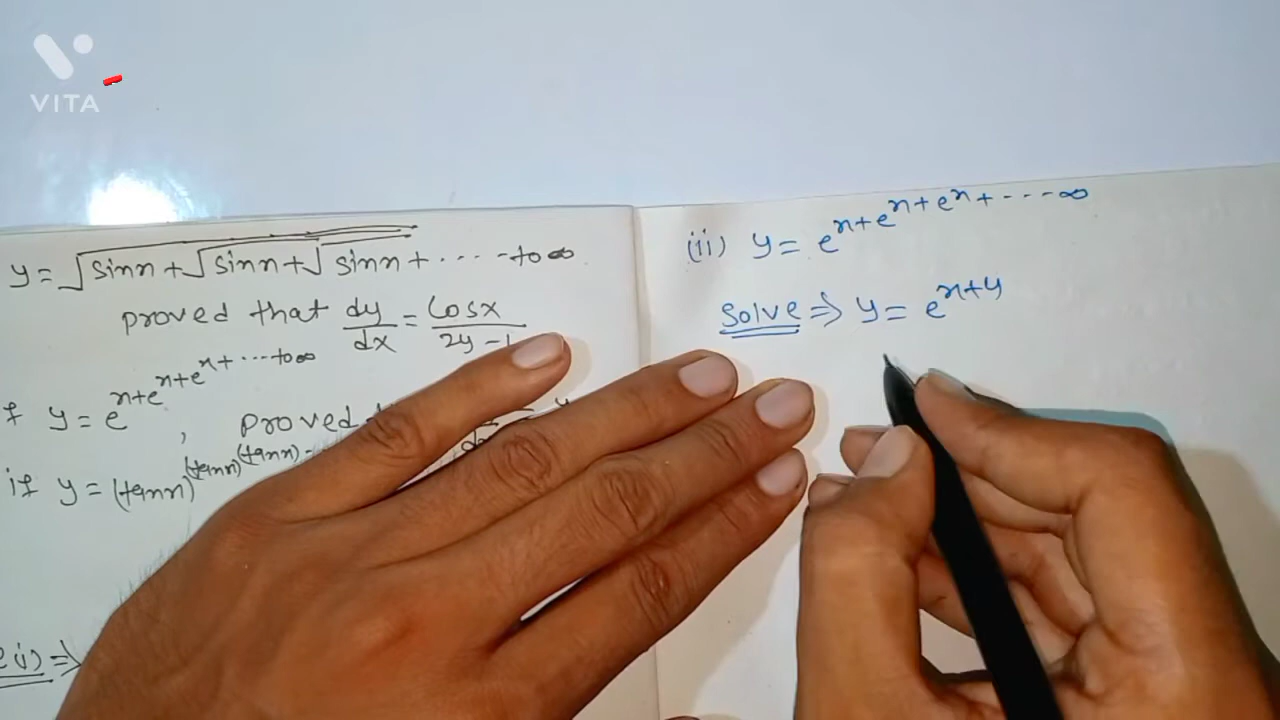 VITA
y = √sinx + √sinx + √sinx + ..... to ∞
proved that dy/dx = Cosx/2y - 1
If y = e^x+e^x+e^x+ ..... to ∞, proved
if y = (tanx)^(tanx)^(tanx)
⇒
(ii) y = e^x+e^x+e^x+ ..... ∞
Solve ⇒ y = e^x+y